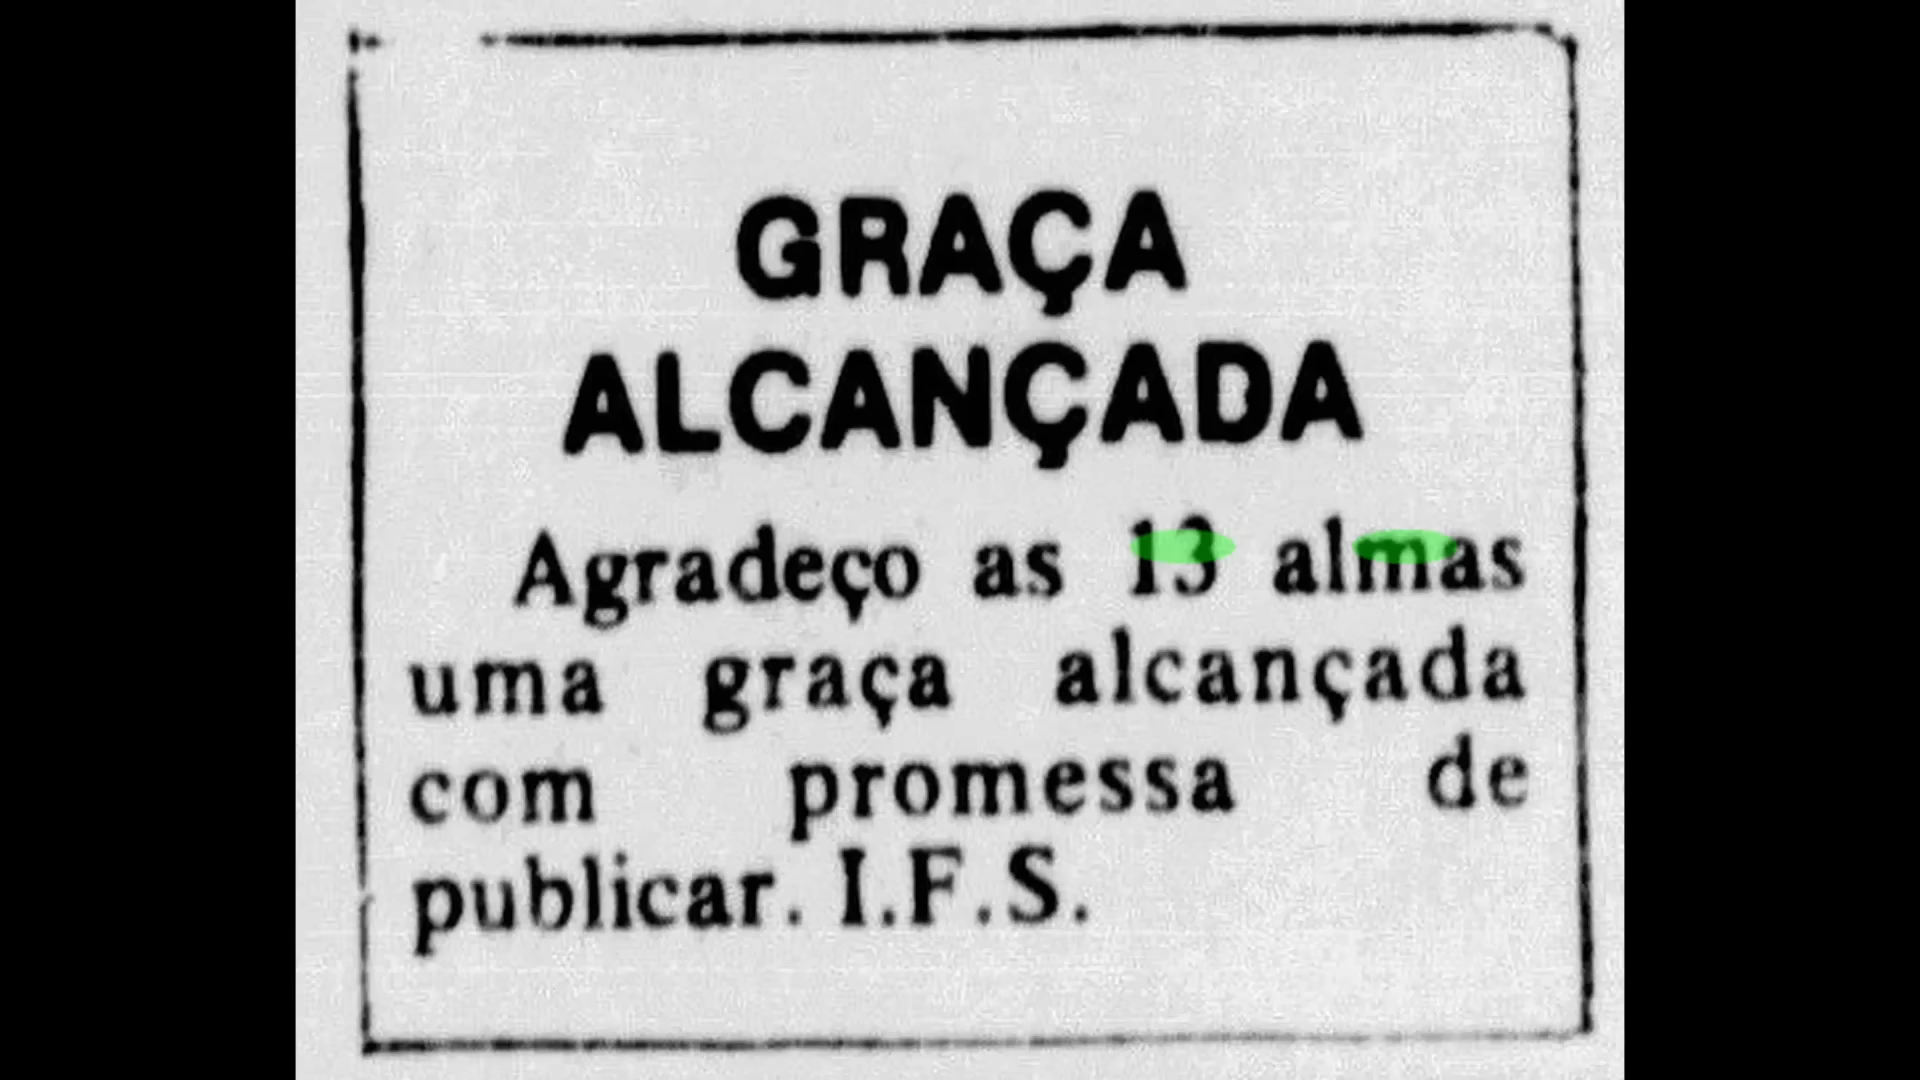 GRAÇA
ALCANÇADA
Agradeço as 13 almas
uma graça alcançada
com promessa de
publicar. I.F.S.